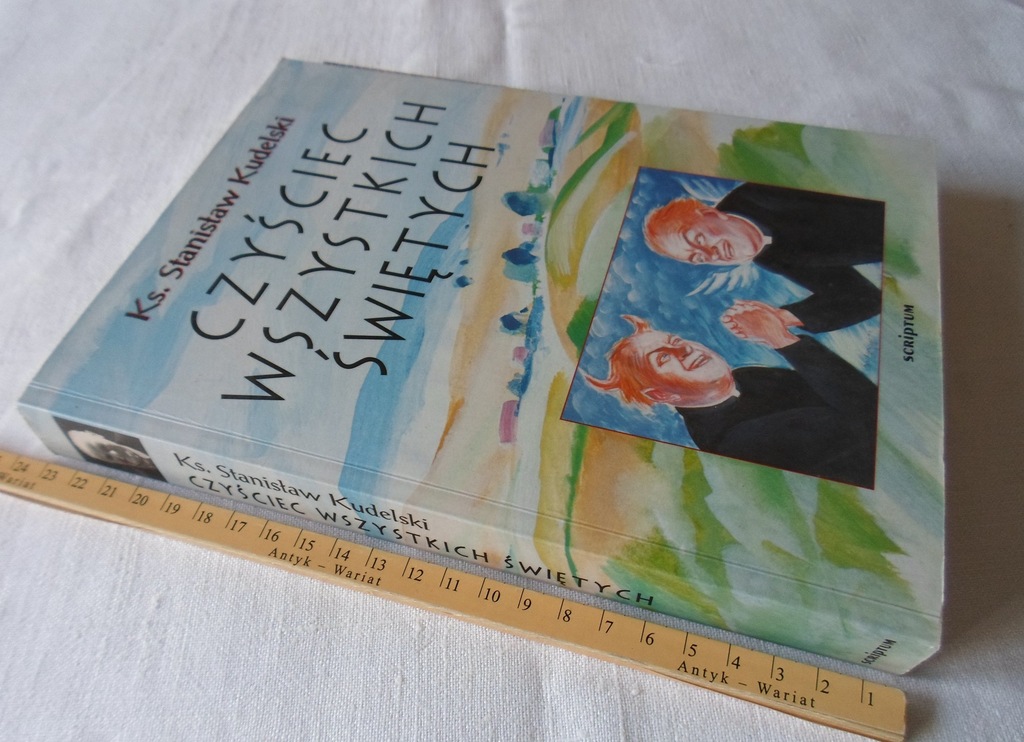 Ks. Stanisław Kudelski
CZYŚCIEC
WSZYSTKICH
ŚWIĘTYCH
scriptum
Ks. Stanisław Kudelski
CZYŚCIEC WSZYSTKICH ŚWIĘTYCH
scriptum
24 23 22 21 20 19 18 17 16 15 14 13 12 11 10 9 8 7 6 5 4 3 2 1
Wariat
Antyk – Wariat
Antyk – Wariat